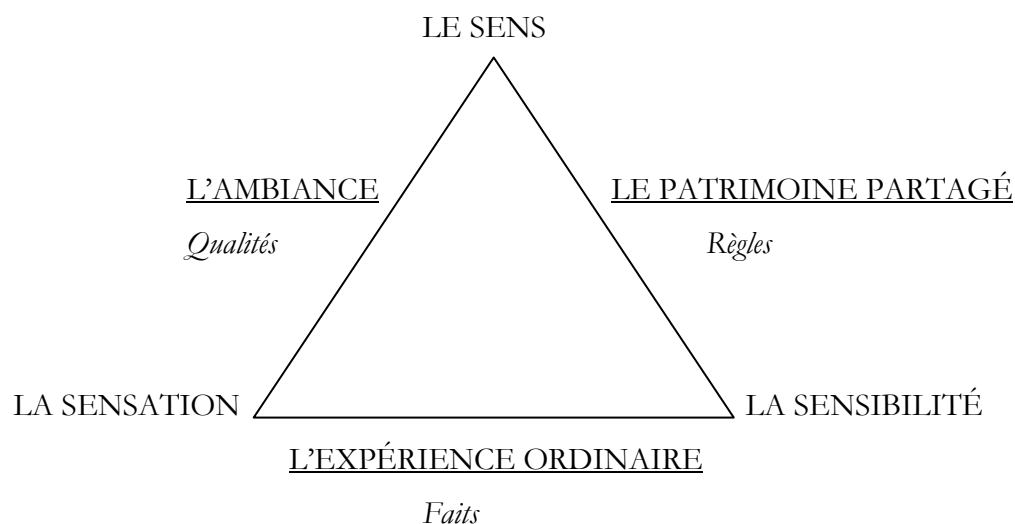 LE SENS
L’AMBIANCE
LE PATRIMOINE PARTAGÉ
Qualités
Règles
LA SENSATION
LA SENSIBILITÉ
L’EXPÉRIENCE ORDINAIRE
Faits